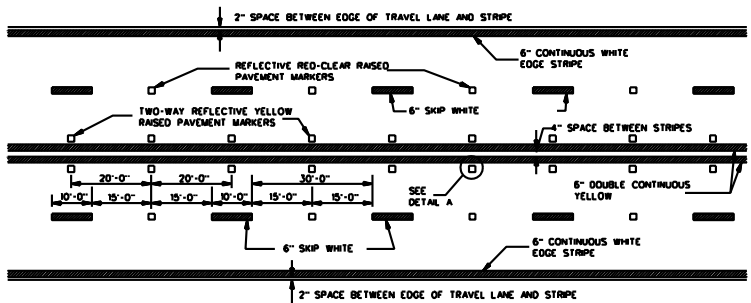 2" SPACE BETWEEN EDGE OF TRAVEL LANE AND STRIPE
6" CONTINUOUS WHITE
EDGE STRIPE
REFLECTIVE RED-CLEAR RAISED
PAVEMENT MARKERS
TWO-WAY REFLECTIVE YELLOW
RAISED PAVEMENT MARKERS
6" SKIP WHITE
4" SPACE BETWEEN STRIPES
20'-0" 20'-0" 30'-0"
10'-0" 15'-0" 15'-0" 10'-0" 15'-0" 15'-0"
SEE
DETAIL A
6" DOUBLE CONTINUOUS
YELLOW
6" SKIP WHITE
6" CONTINUOUS WHITE
EDGE STRIPE
2" SPACE BETWEEN EDGE OF TRAVEL LANE AND STRIPE